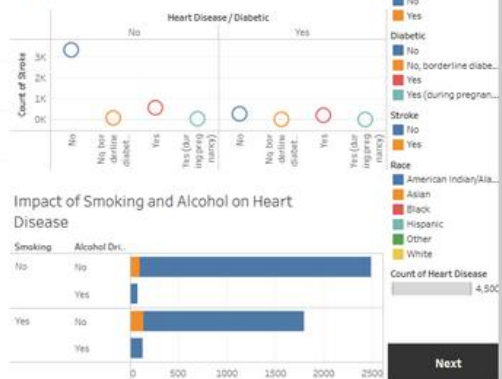 Heart Disease / Diabetic
No
Yes
Count of Stroke
3K
2K
1K
0K
No
No, bor
derline
diabet..
Yes
Yes (dur
ing preg
nancy)
No
No, bor
derline
diabet..
Yes
Yes (dur
ing preg
nancy)
Impact of Smoking and Alcohol on Heart
Disease
Smoking
Alcohol Dri..
No
No
Yes
Yes
No
Yes
0
500
1000
1500
2000
2500
No
Yes
Diabetic
No
No, borderline diabe...
Yes
Yes (during pregnan...
Stroke
No
Yes
Race
American Indian/Ala...
Asian
Black
Hispanic
Other
White
Count of Heart Disease
Next